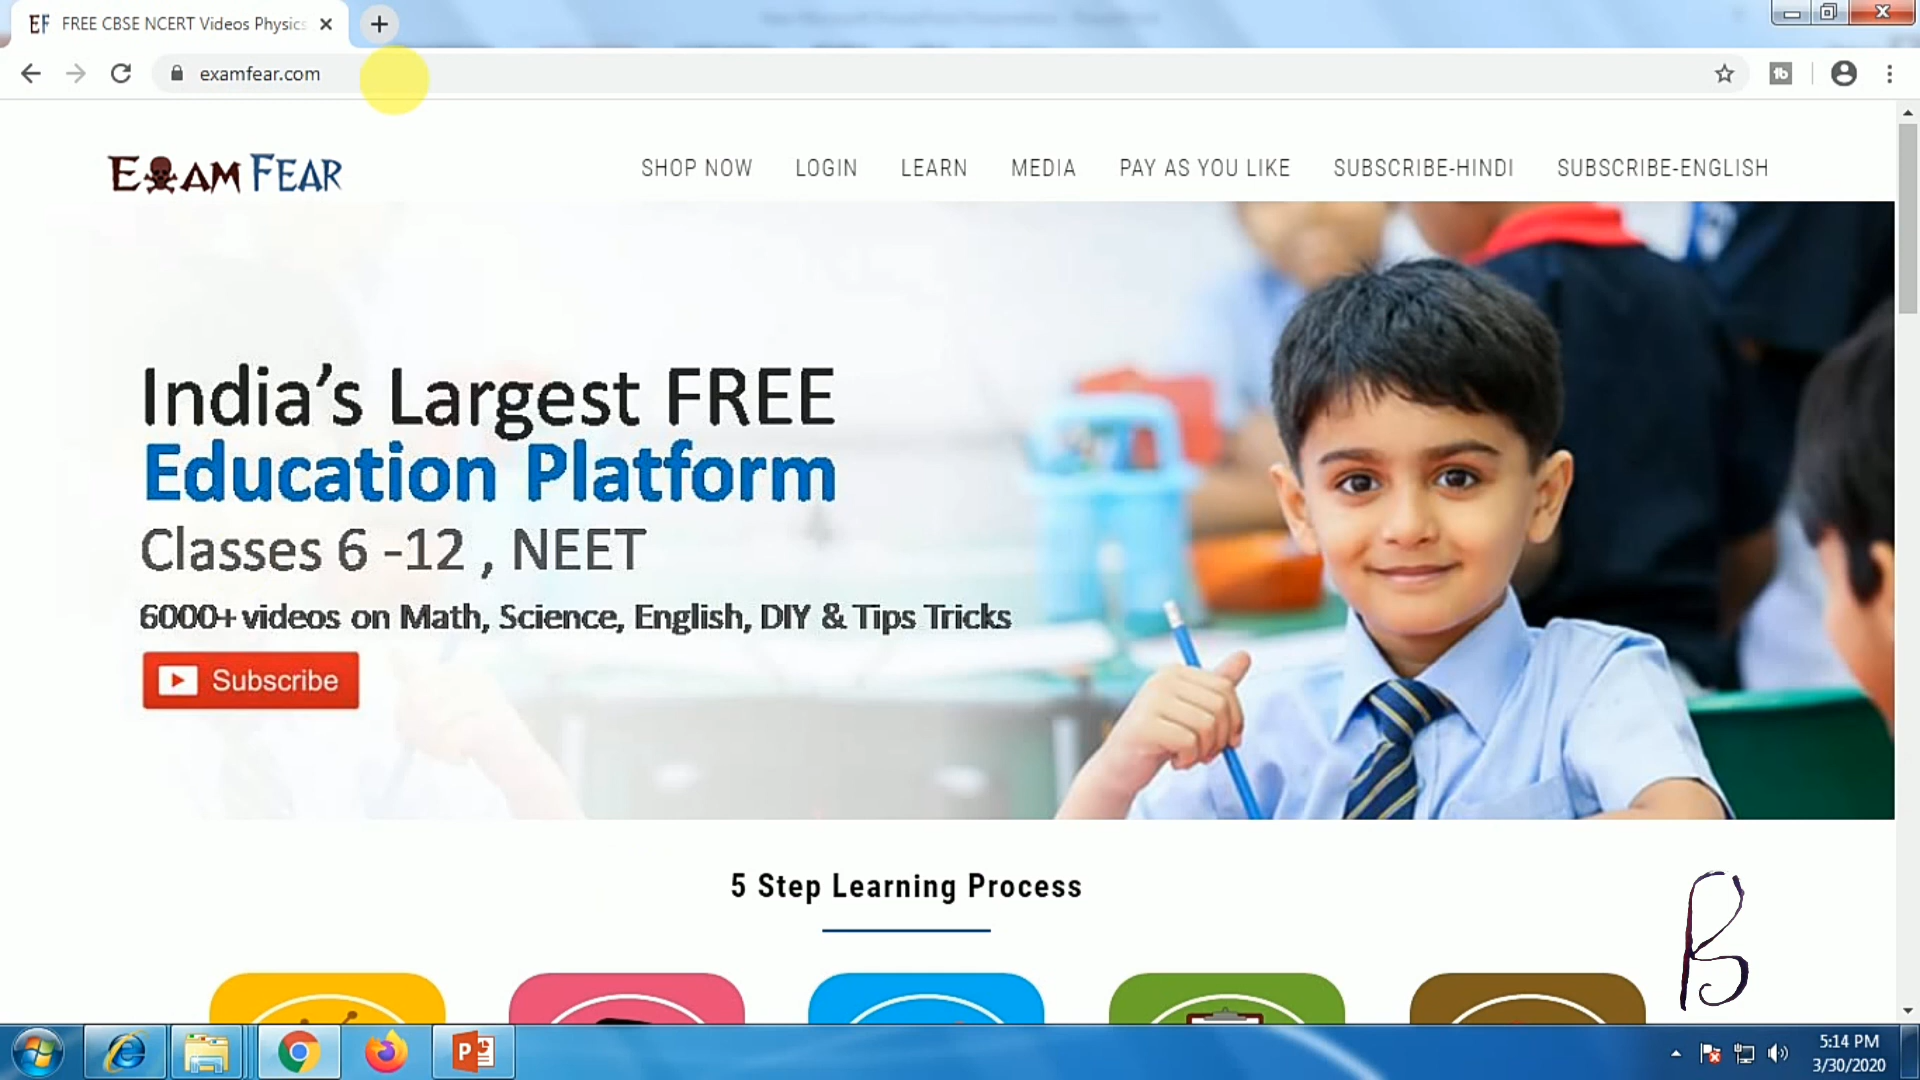 EF FREE CBSE NCERT Videos Physics
examfear.com
EXAM FEAR
SHOP NOW LOGIN LEARN MEDIA PAY AS YOU LIKE SUBSCRIBE-HINDI SUBSCRIBE-ENGLISH
India's Largest FREE
Education Platform
Classes 6 -12 , NEET
6000+ videos on Math, Science, English, DIY & Tips Tricks
Subscribe
5 Step Learning Process
B
5:14 PM
3/30/2020